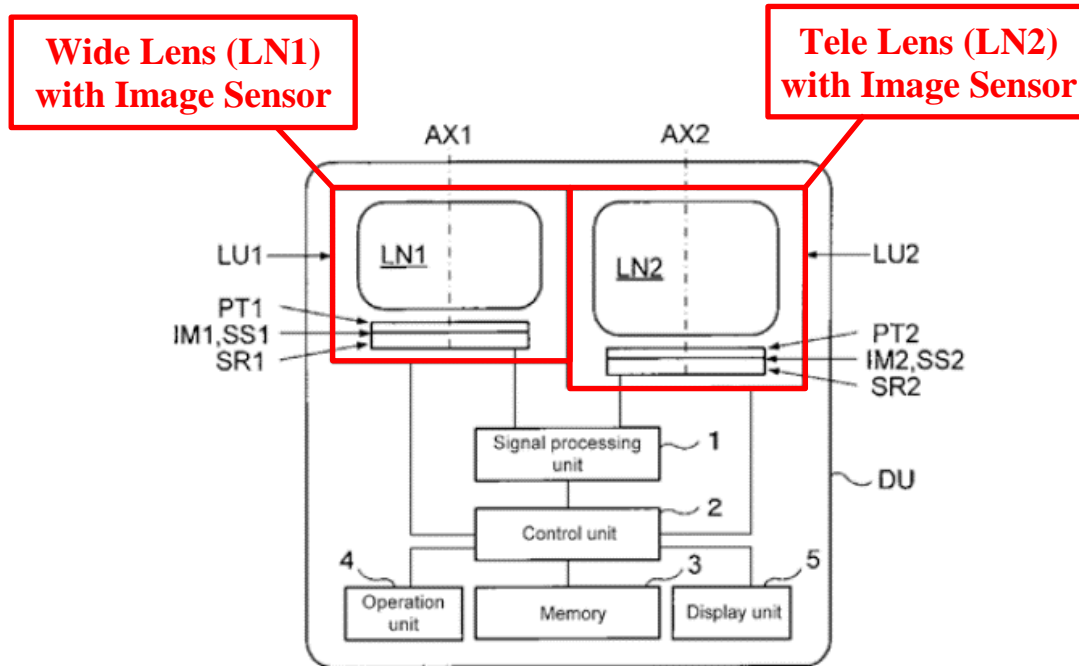 Wide Lens (LN1)
with Image Sensor
Tele Lens (LN2)
with Image Sensor
AX1
AX2
LU1
LN1
LN2
LU2
PT1
IM1,SS1
SR1
PT2
IM2,SS2
SR2
Signal processing
unit
1
DU
2
Control unit
4
3
5
Operation
unit
Memory
Display unit